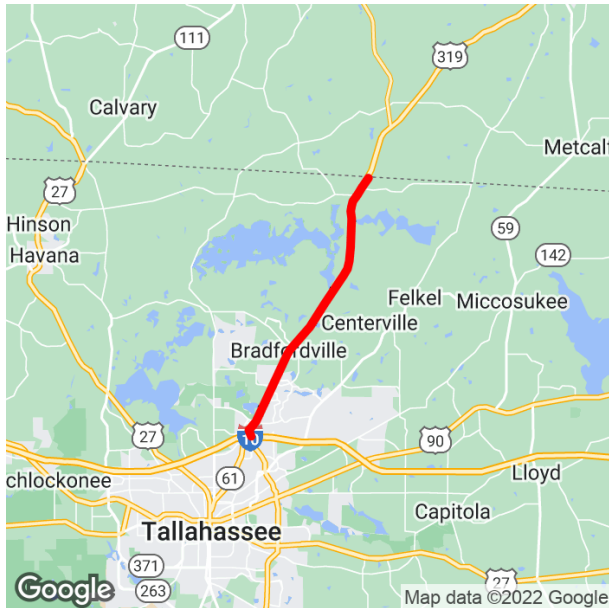 111
319
Calvary
Metcalf
27
Hinson
59
Havana
142
Felkel
Miccosukee
Centerville
Bradfordville
27
10
90
61
chlockonee
Lloyd
Capitola
Tallahassee
371
27
263
Google
Map data ©2022 Google